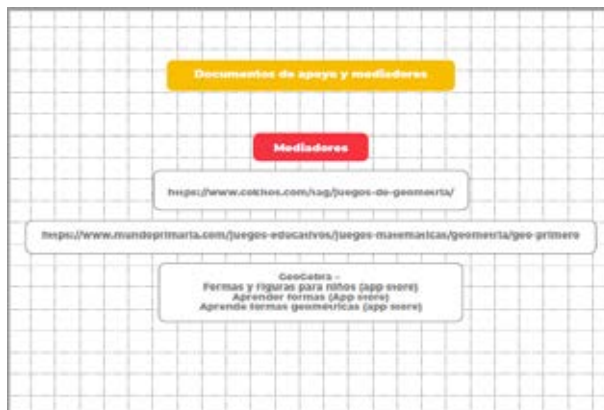 Documentos de apoyo y mediadores
Mediadores
https://www.cokitos.com/tag/juegos-de-geometria/
https://www.mundoprimaria.com/juegos-educativos/juegos-matematicas/geometria/geo-primero
GeoGebra –
Formas y figuras para niños (app store)
Aprender formas (App store)
Aprende formas geométricas (app store)